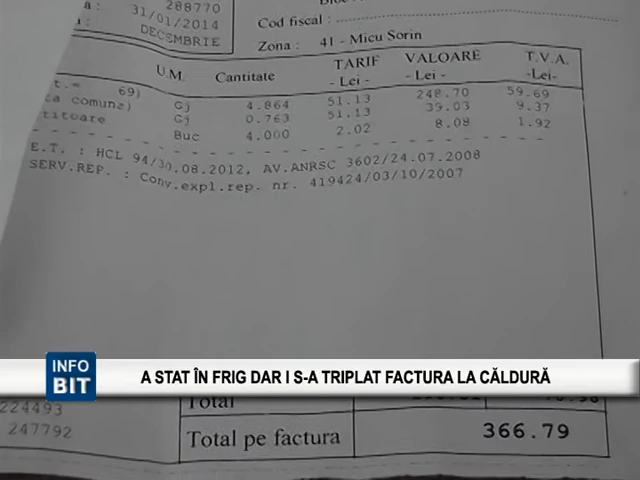 288770
31/01/2014
DECEMBRIE
Cod fiscal :
Zona : 41 - Micu Sorin
U.M. Cantitate TARIF - Lei - VALOARE - Lei - T.V.A. -Lei-
69) Gj 4.864 51.13 248.70 59.69
comuna) Gj 0.763 51.13 39.03 9.37
titoare Buc 4.000 2.02 8.08 1.92
E.T. : HCL 94/30.08.2012, AV.ANRSC 3602/24.07.2008
SERV.REP. : Conv.expl.rep. nr. 419424/03/10/2007
INFO BIT
A STAT ÎN FRIG DAR I S-A TRIPLAT FACTURA LA CĂLDURĂ
224493 Total
247792 Total pe factura 366.79